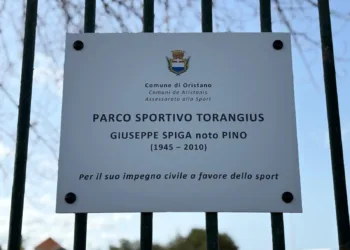 Comune di Oristano
Comuni de Aristanis
Assessorato allo Sport
PARCO SPORTIVO TORANGIUS
GIUSEPPE SPIGA noto PINO
(1945 – 2010)
Per il suo impegno civile a favore dello sport